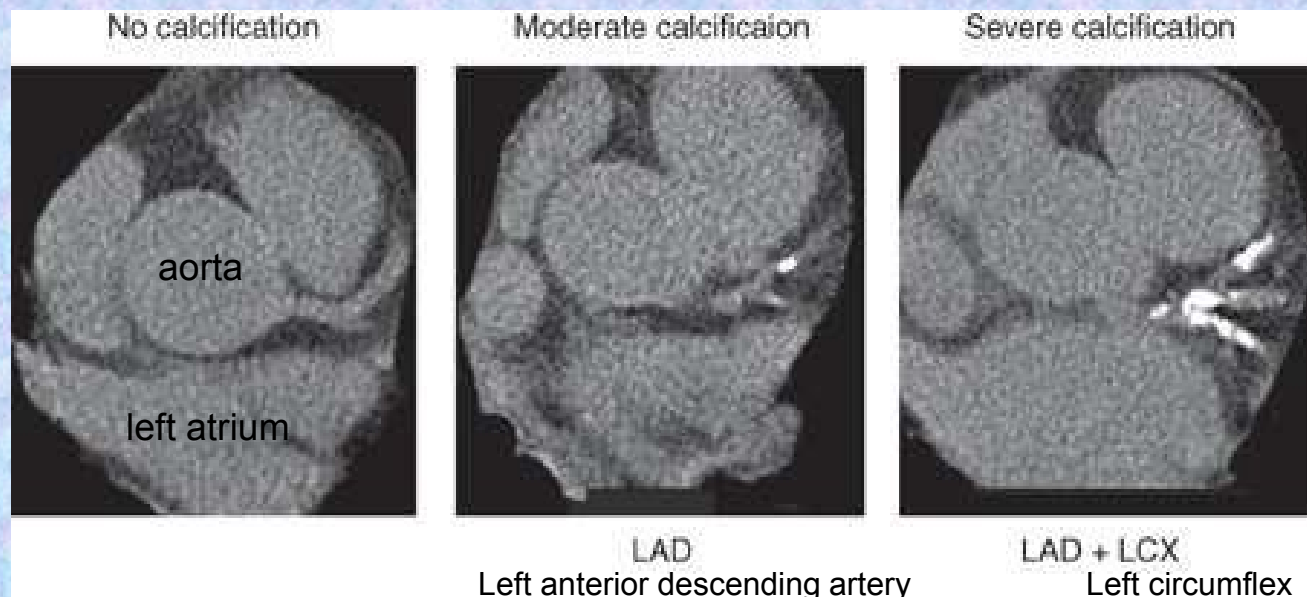 No calcification
Moderate calcificaion
Severe calcification
aorta
left atrium
LAD
LAD + LCX
Left anterior descending artery
Left circumflex